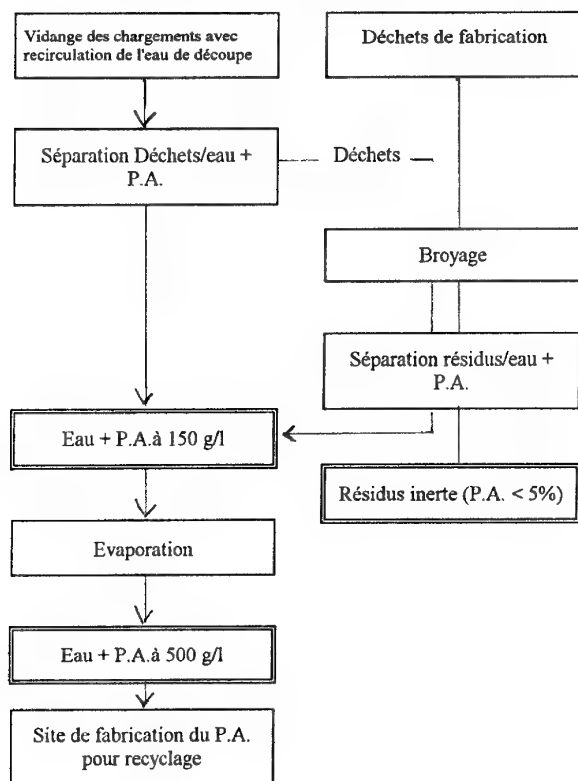 Vidange des chargements avec
recirculation de l'eau de découpe
Déchets de fabrication
Séparation Déchets/eau +
P.A.
Déchets
Broyage
Séparation résidus/eau +
P.A.
Eau + P.A.à 150 g/l
Résidus inerte (P.A. < 5%)
Evaporation
Eau + P.A.à 500 g/l
Site de fabrication du P.A.
pour recyclage